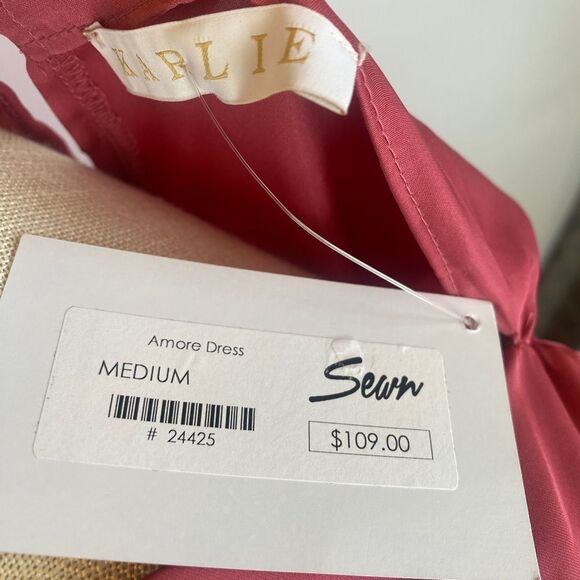 KARLIE
Amore Dress
MEDIUM
Sewn
# 24425
$109.00